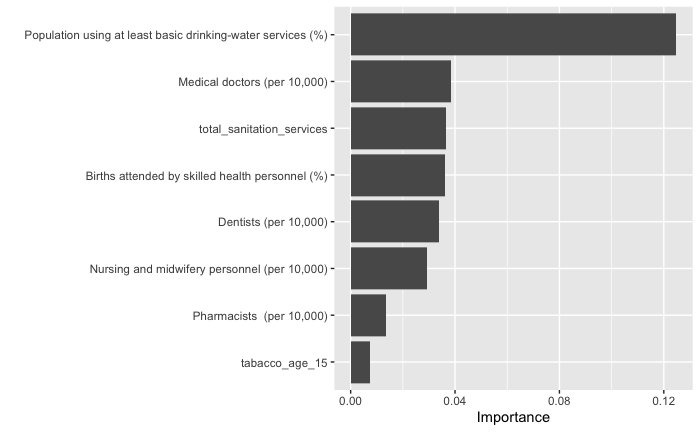 Population using at least basic drinking-water services (%)
Medical doctors (per 10,000)
total_sanitation_services
Births attended by skilled health personnel (%)
Dentists (per 10,000)
Nursing and midwifery personnel (per 10,000)
Pharmacists  (per 10,000)
tabacco_age_15
0.00 0.04 0.08 0.12
Importance